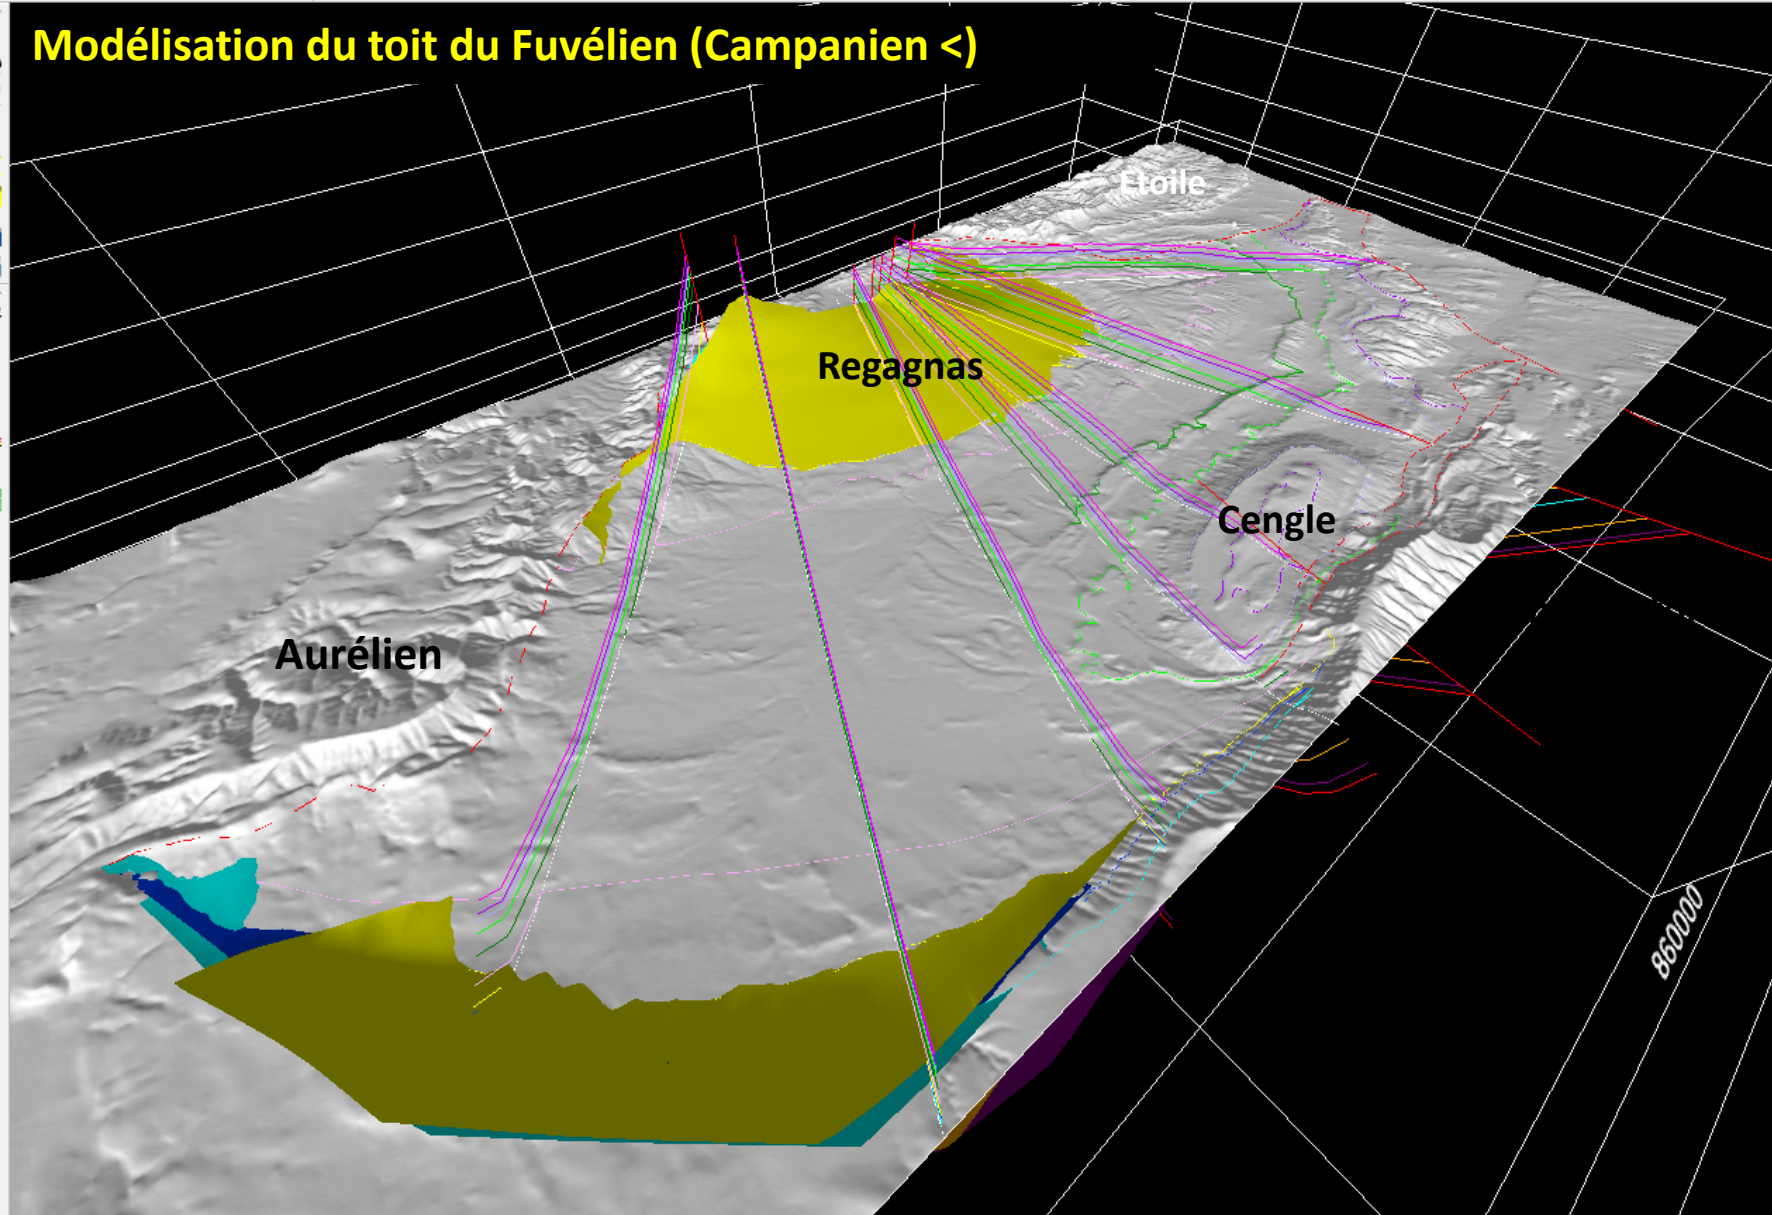 Modélisation du toit du Fuvélien (Campanien <)
Etoile
Regagnas
Cengle
Aurélien
860000